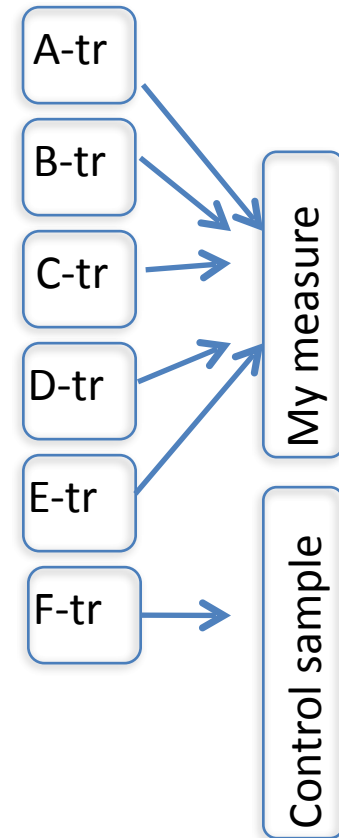 A-tr
B-tr
C-tr
D-tr
E-tr
F-tr
My measure
Control sample